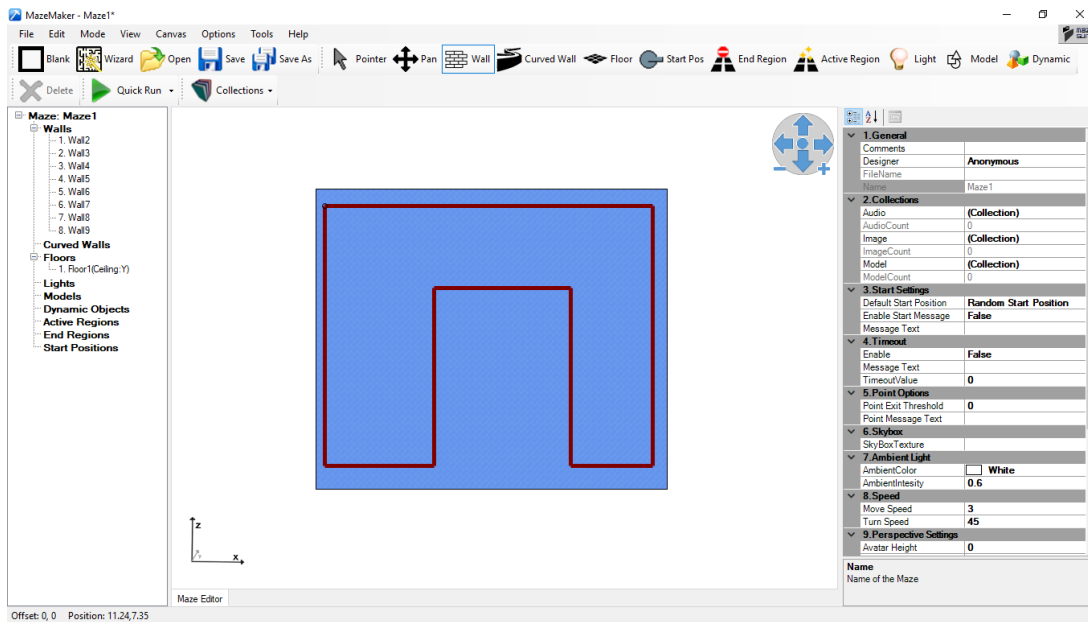 MazeMaker - Maze1*
File Edit Mode View Canvas Options Tools Help
Blank Wizard Open Save Save As Pointer Pan Wall Curved Wall Floor Start Pos End Region Active Region Light Model Dynamic
Delete Quick Run Collections
Maze: Maze1
Walls
1. Wall2
2. Wall3
3. Wall4
4. Wall5
5. Wall6
6. Wall7
7. Wall8
8. Wall9
Curved Walls
Floors
1. Floor1(Ceiling:Y)
Lights
Models
Dynamic Objects
Active Regions
End Regions
Start Positions
z
x
Maze Editor
1.General
Comments
Designer Anonymous
FileName
Name Maze1
2.Collections
Audio (Collection)
AudioCount 0
Image (Collection)
ImageCount 0
Model (Collection)
ModelCount 0
3.Start Settings
Default Start Position Random Start Position
Enable Start Message False
Message Text
4.Timeout
Enable False
Message Text
TimeoutValue 0
5.Point Options
Point Exit Threshold 0
Point Message Text
6.Skybox
SkyBoxTexture
7.Ambient Light
AmbientColor White
AmbientIntesity 0.6
8.Speed
Move Speed 3
Turn Speed 45
9.Perspective Settings
Avatar Height 0
Name
Name of the Maze
Offset: 0, 0 Position: 11.24,7.35